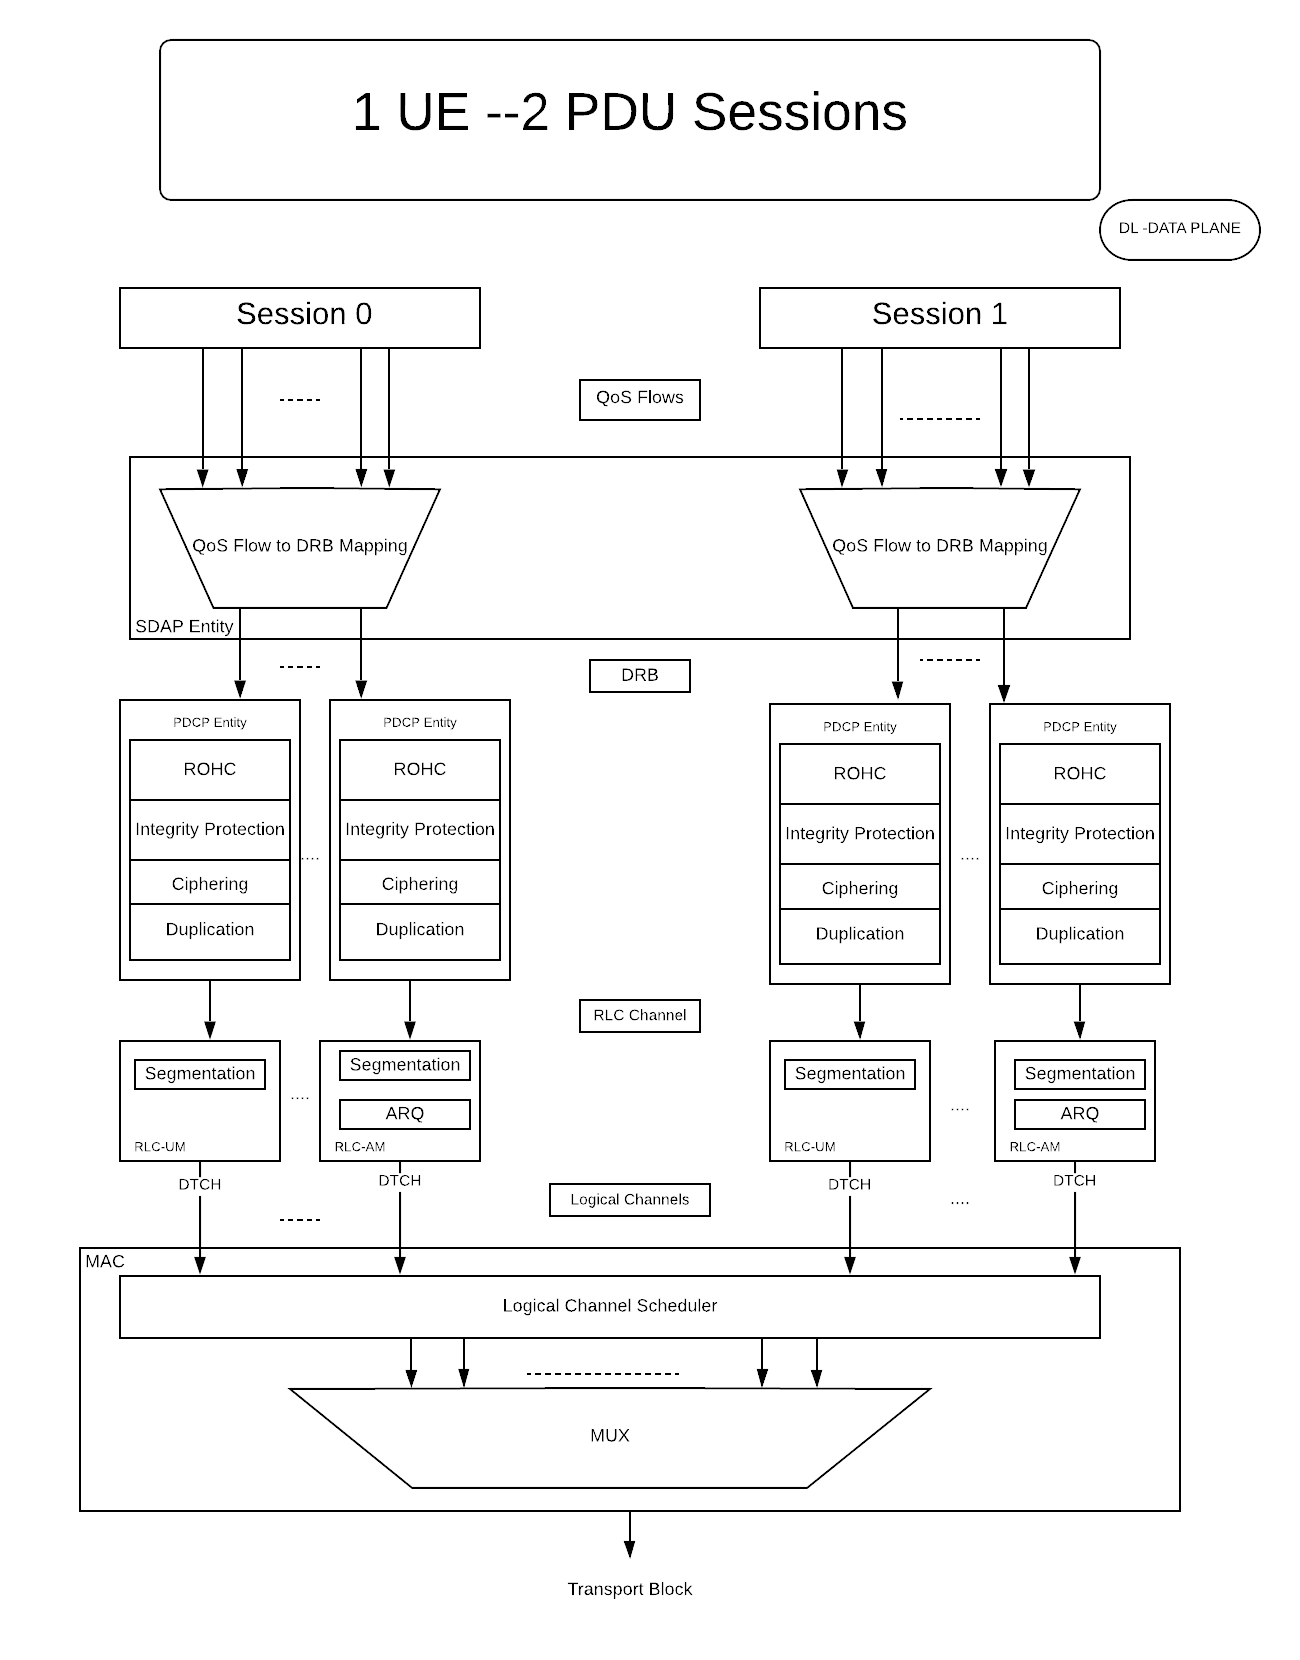 1 UE --2 PDU Sessions
DL -DATA PLANE
Session 0
Session 1
QoS Flows
QoS Flow to DRB Mapping
QoS Flow to DRB Mapping
SDAP Entity
DRB
PDCP Entity
ROHC
Integrity Protection
Ciphering
Duplication
PDCP Entity
ROHC
Integrity Protection
Ciphering
Duplication
PDCP Entity
ROHC
Integrity Protection
Ciphering
Duplication
PDCP Entity
ROHC
Integrity Protection
Ciphering
Duplication
....
....
RLC Channel
Segmentation
RLC-UM
....
Segmentation
ARQ
RLC-AM
Segmentation
RLC-UM
....
Segmentation
ARQ
RLC-AM
DTCH
DTCH
Logical Channels
DTCH
....
DTCH
MAC
Logical Channel Scheduler
MUX
Transport Block